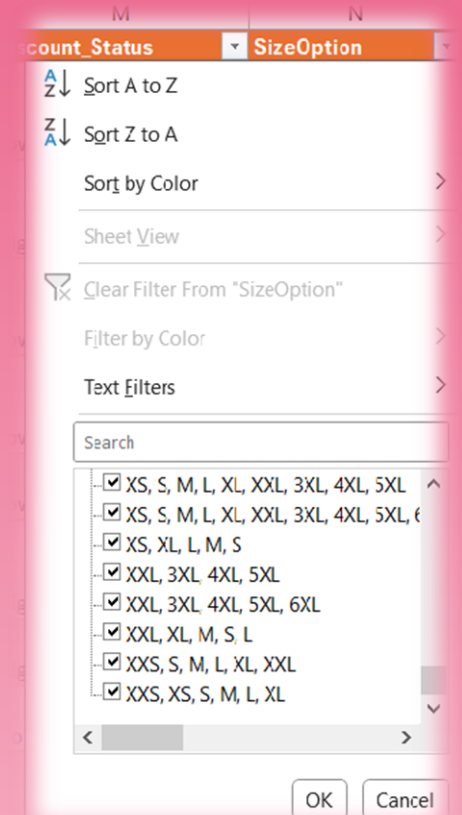 M N
count_Status SizeOption
Sort A to Z
Sort Z to A
Sort by Color
Sheet View
Clear Filter From "SizeOption"
Filter by Color
Text Filters
Search
XS, S, M, L, XL, XXL, 3XL, 4XL, 5XL
XS, S, M, L, XL, XXL, 3XL, 4XL, 5XL, 6
XS, XL, L, M, S
XXL, 3XL, 4XL, 5XL
XXL, 3XL, 4XL, 5XL, 6XL
XXL, XL, M, S, L
XXS, S, M, L, XL, XXL
XXS, XS, S, M, L, XL
OK Cancel